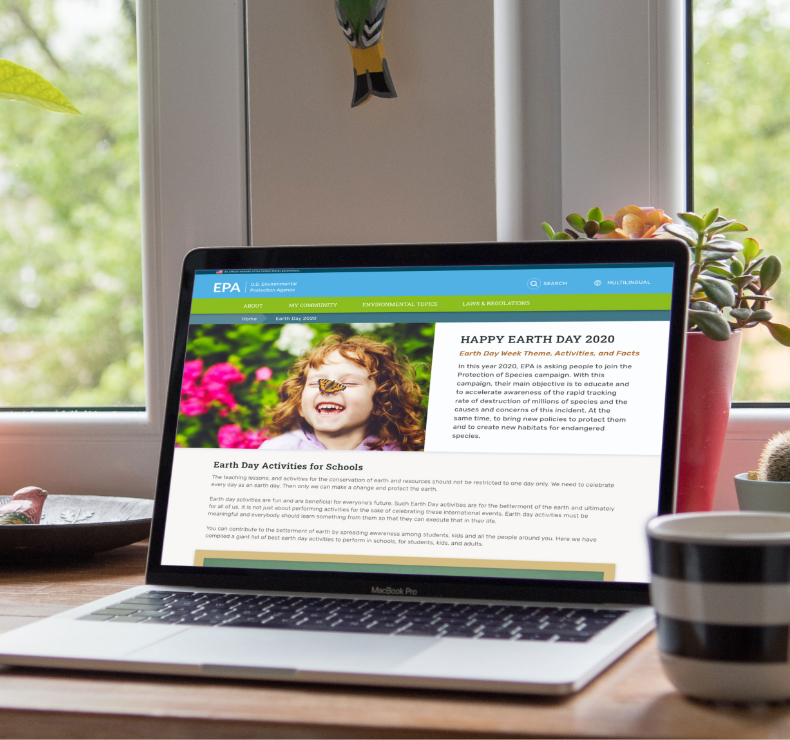 An official website of the United States government.
EPA
U.S. Environmental
Protection Agency
SEARCH
MULTILINGUAL
ABOUT
MY COMMUNITY
ENVIRONMENTAL TOPICS
LAWS & REGULATIONS
Home
Earth Day 2020
HAPPY EARTH DAY 2020
Earth Day Week Theme, Activities, and Facts
In this year 2020, EPA is asking people to join the
Protection of Species campaign. With this
campaign, their main objective is to educate and
to accelerate awareness of the rapid tracking
rate of destruction of millions of species and the
causes and concerns of this incident. At the
same time, to bring new policies to protect them
and to create new habitats for endangered
species.
Earth Day Activities for Schools
The teaching lessons, and activities for the conservation of earth and resources should not be restricted to one day only. We need to celebrate
every day as an earth day. Then only we can make a change and protect the earth.
Earth day activities are fun and are beneficial for everyone's future. Such Earth Day activities are for the betterment of the earth and ultimately
for all of us. It is not just about performing activities for the sake of celebrating these international events. Earth day activities must be
meaningful and everybody should learn something from them so that they can execute that in their life.
You can contribute to the betterment of earth by spreading awareness among students, kids and all the people around you. Here we have
compiled a giant list of best earth day activities to perform in schools, for students, kids, and adults.
MacBook Pro